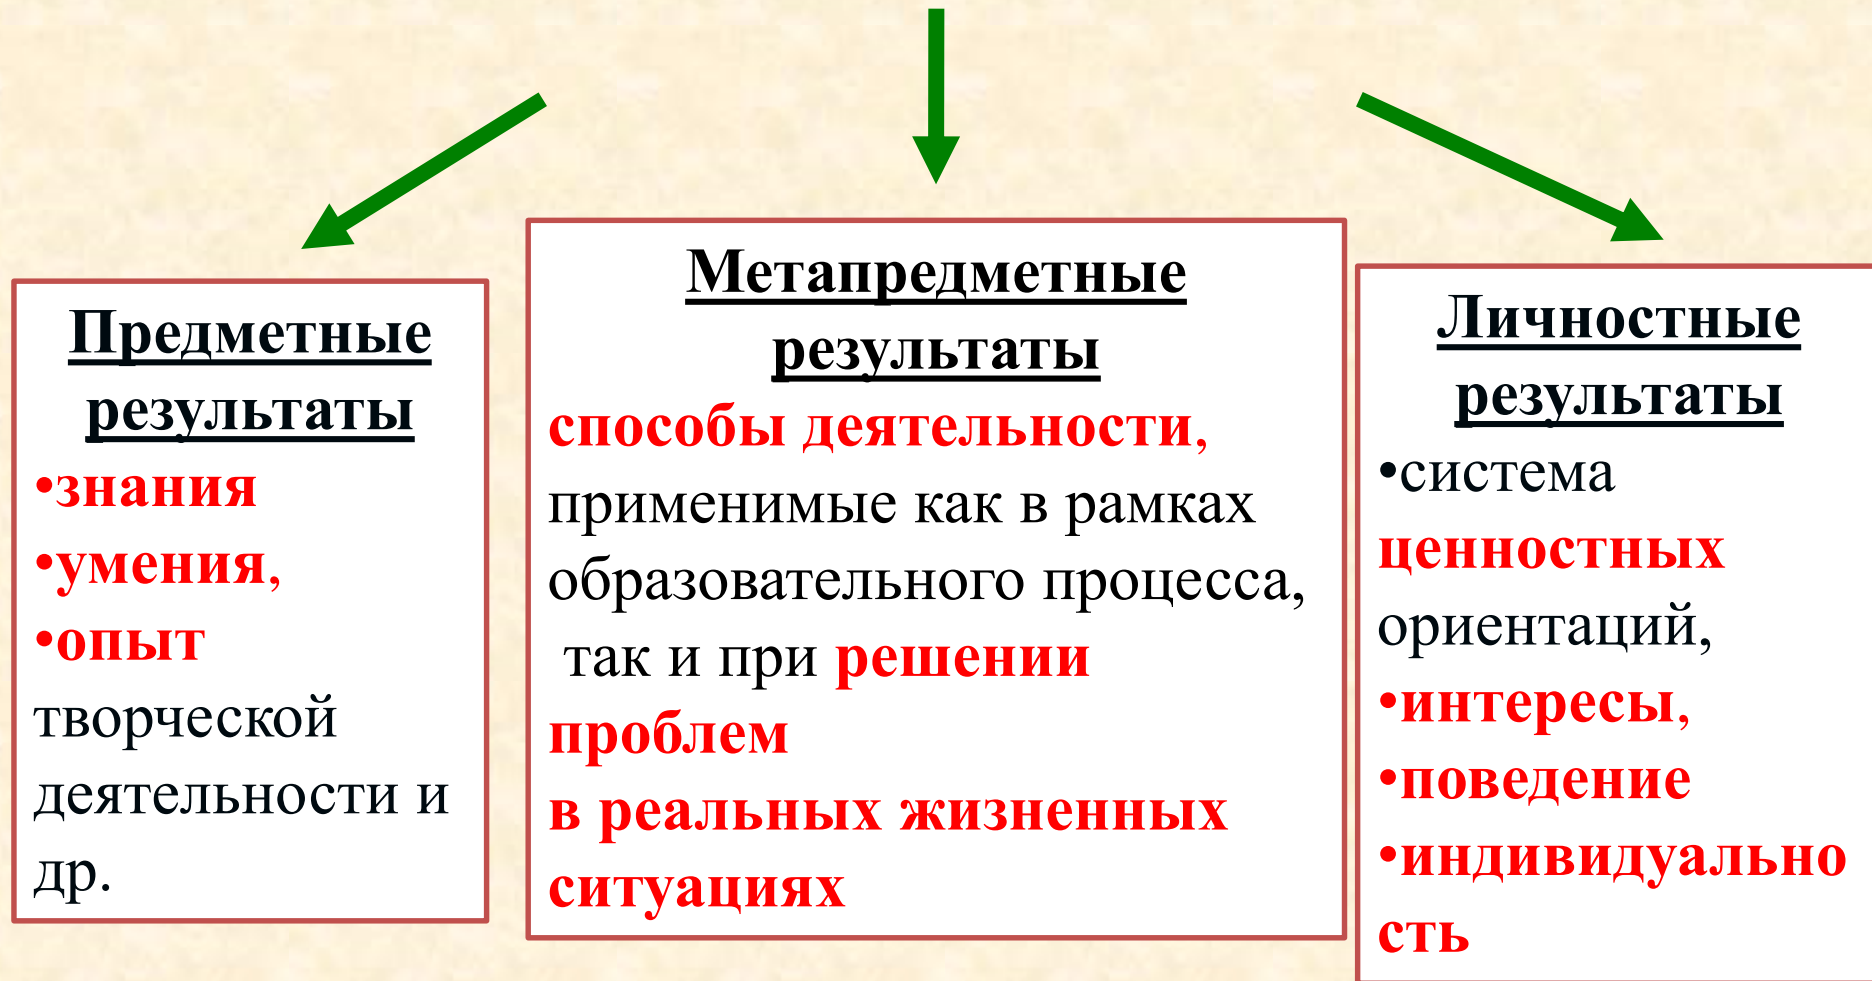 Предметные
результаты
•знания
•умения,
•опыт
творческой
деятельности и
др.
Метапредметные
результаты
способы деятельности,
применимые как в рамках
образовательного процесса,
так и при решении
проблем
в реальных жизненных
ситуациях
Личностные
результаты
•система
ценностных
ориентаций,
•интересы,
•поведение
•индивидуально
сть